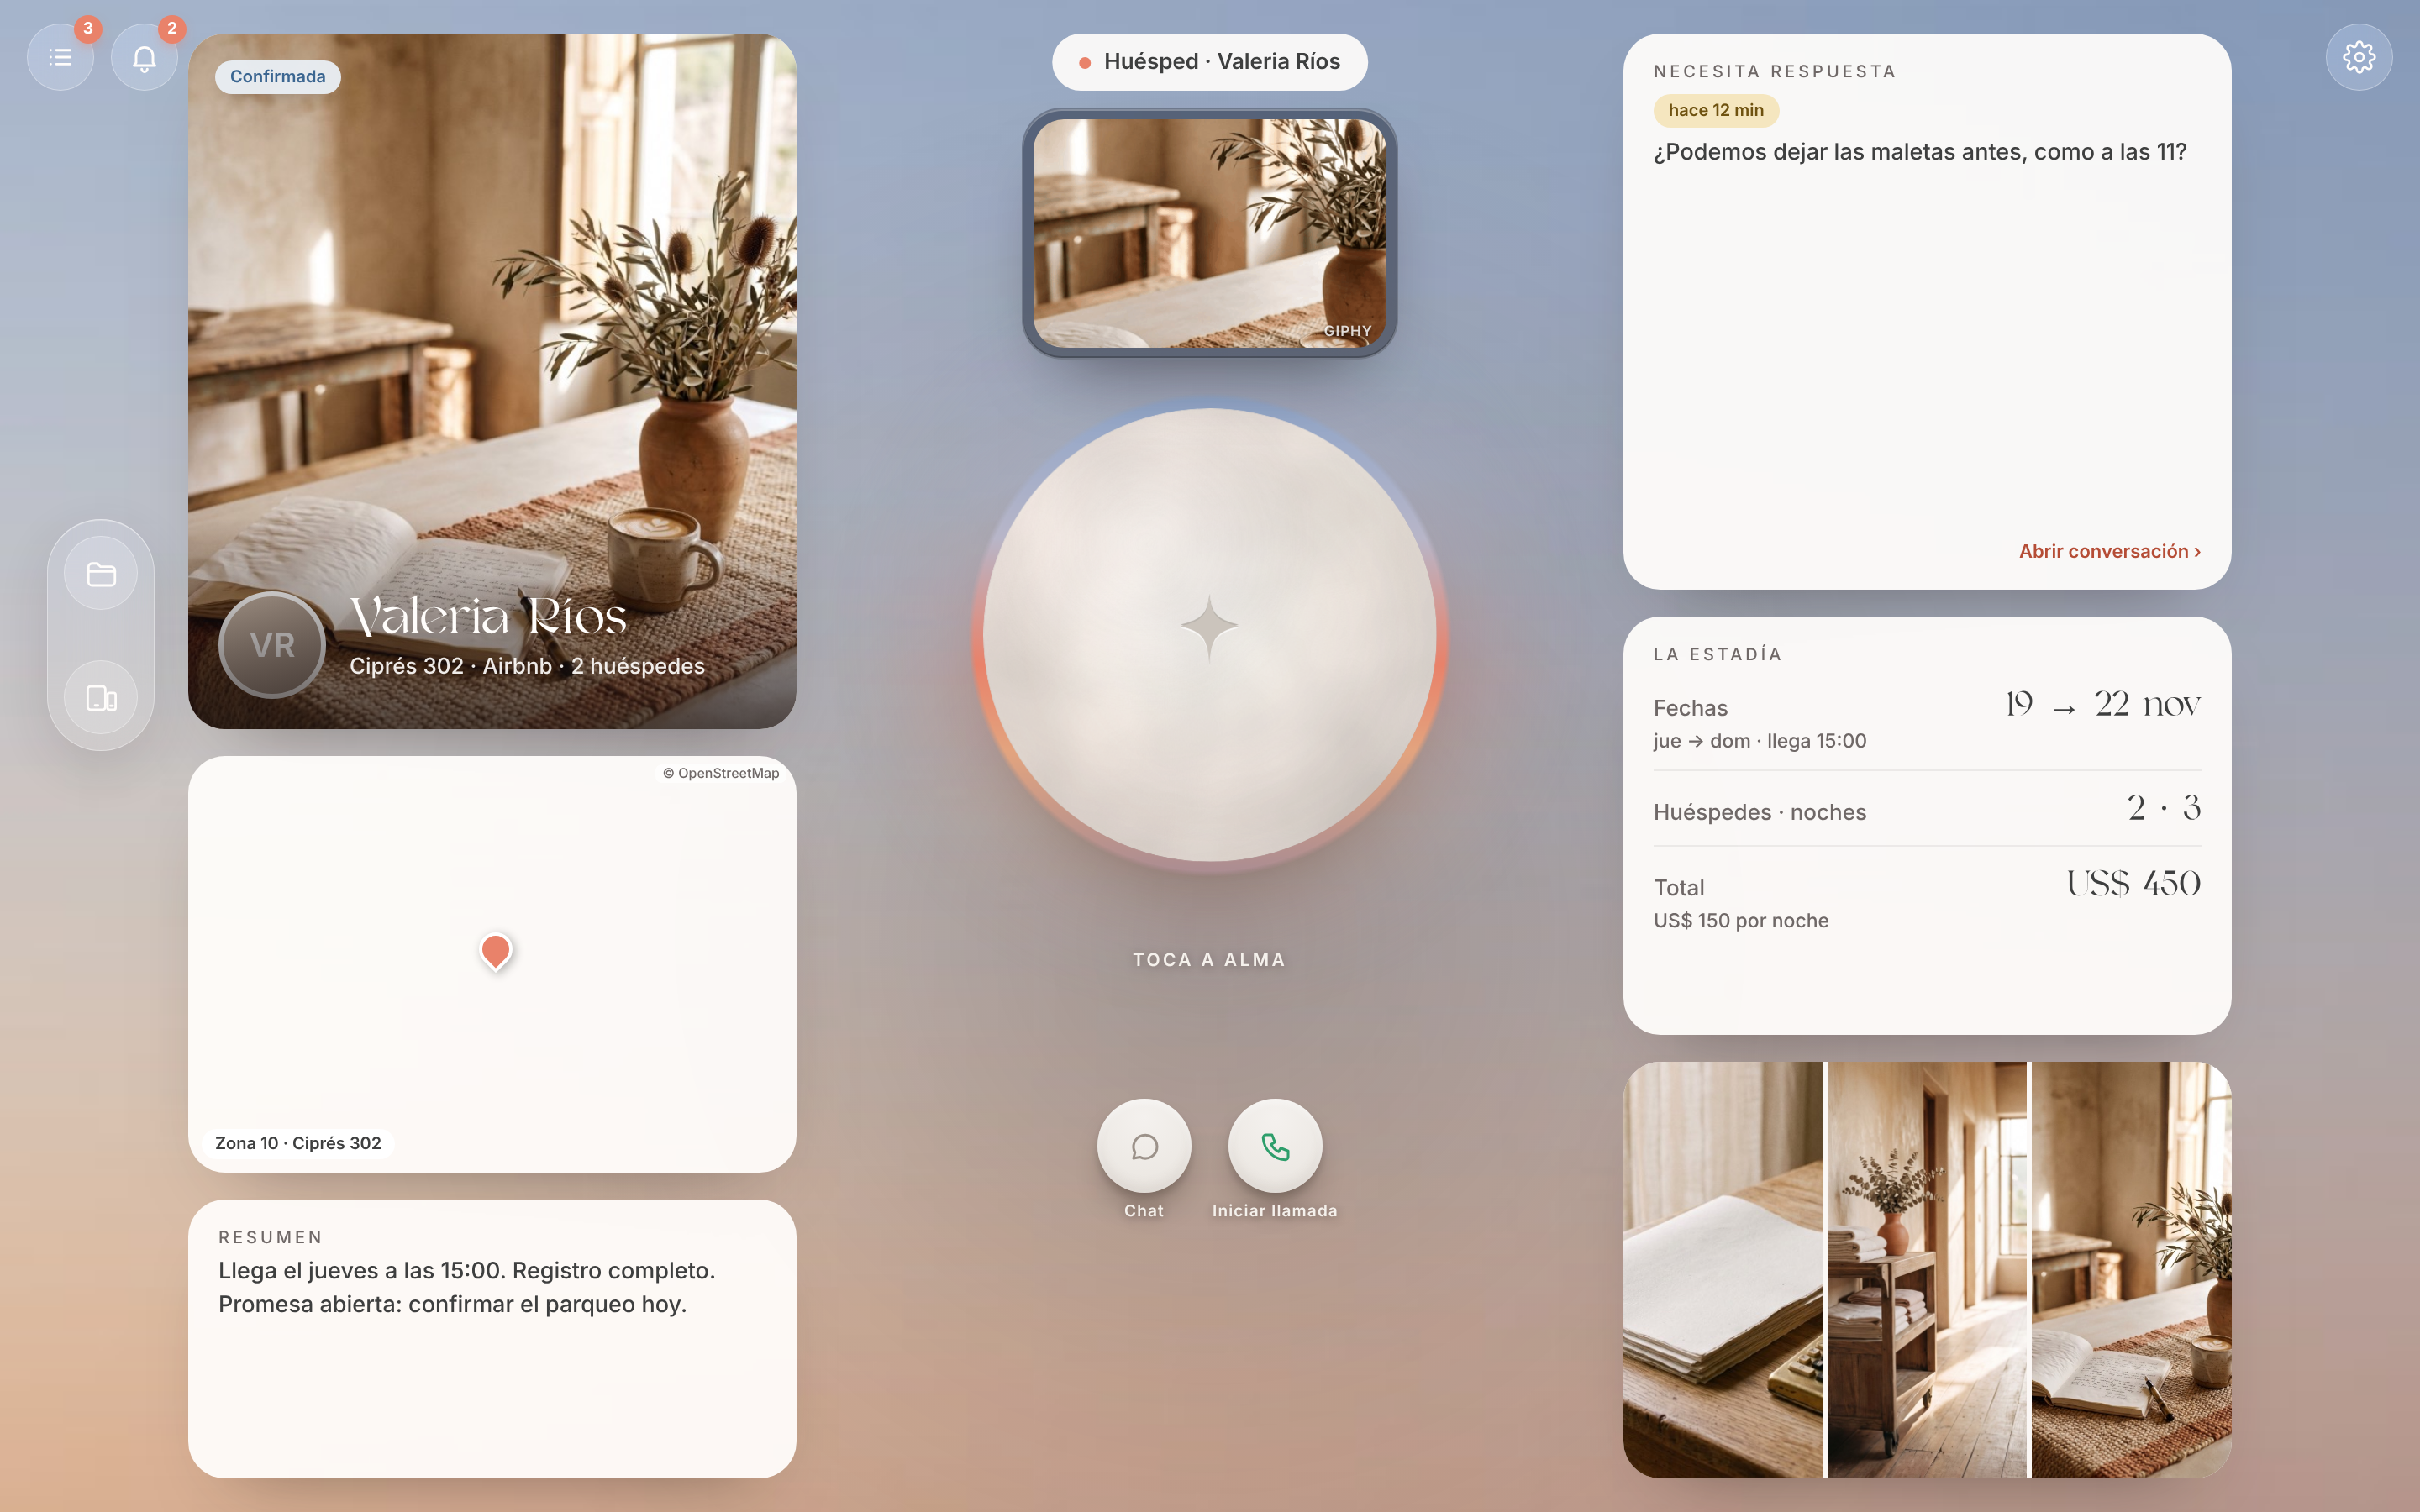 3
2
Confirmada
VR
Valeria Ríos
Ciprés 302 · Airbnb · 2 huéspedes
© OpenStreetMap
Zona 10 · Ciprés 302
RESUMEN
Llega el jueves a las 15:00. Registro completo.
Promesa abierta: confirmar el parqueo hoy.
Huésped · Valeria Ríos
GIPHY
TOCA A ALMA
Chat
Iniciar llamada
NECESITA RESPUESTA
hace 12 min
¿Podemos dejar las maletas antes, como a las 11?
Abrir conversación ›
LA ESTADÍA
Fechas 19 → 22 nov
jue → dom · llega 15:00
Huéspedes · noches 2 · 3
Total US$ 450
US$ 150 por noche